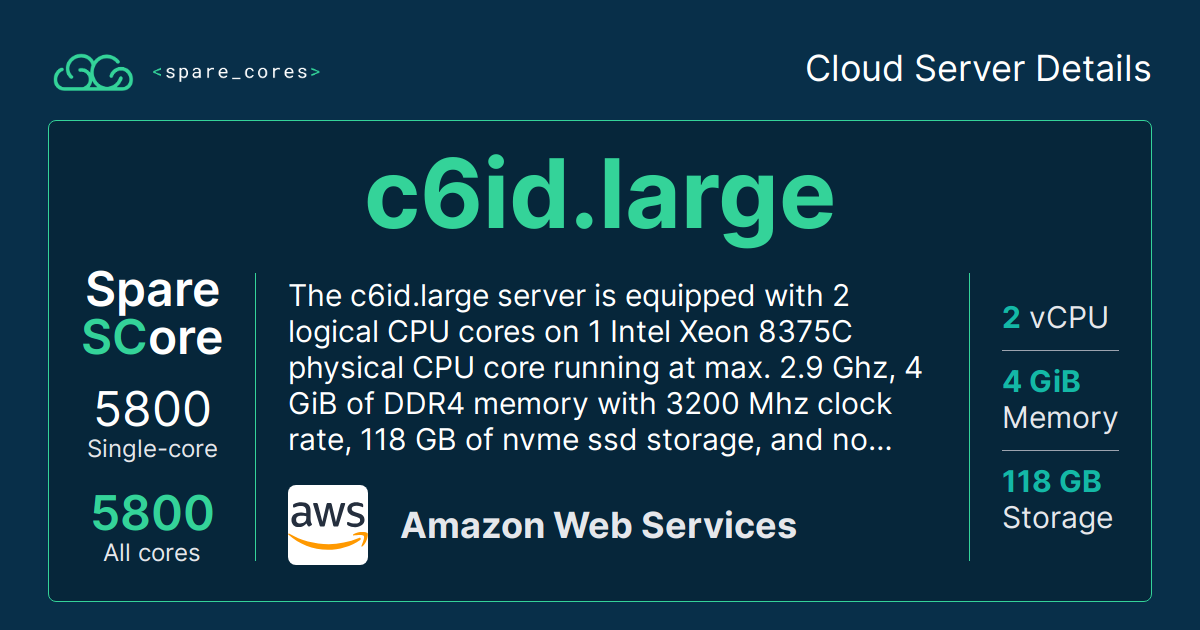 <spare_cores>
Cloud Server Details
c6id.large
Spare
SCore
5800
Single-core
5800
All cores
The c6id.large server is equipped with 2
logical CPU cores on 1 Intel Xeon 8375C
physical CPU core running at max. 2.9 Ghz, 4
GiB of DDR4 memory with 3200 Mhz clock
rate, 118 GB of nvme ssd storage, and no...
aws
Amazon Web Services
2 vCPU
4 GiB
Memory
118 GB
Storage